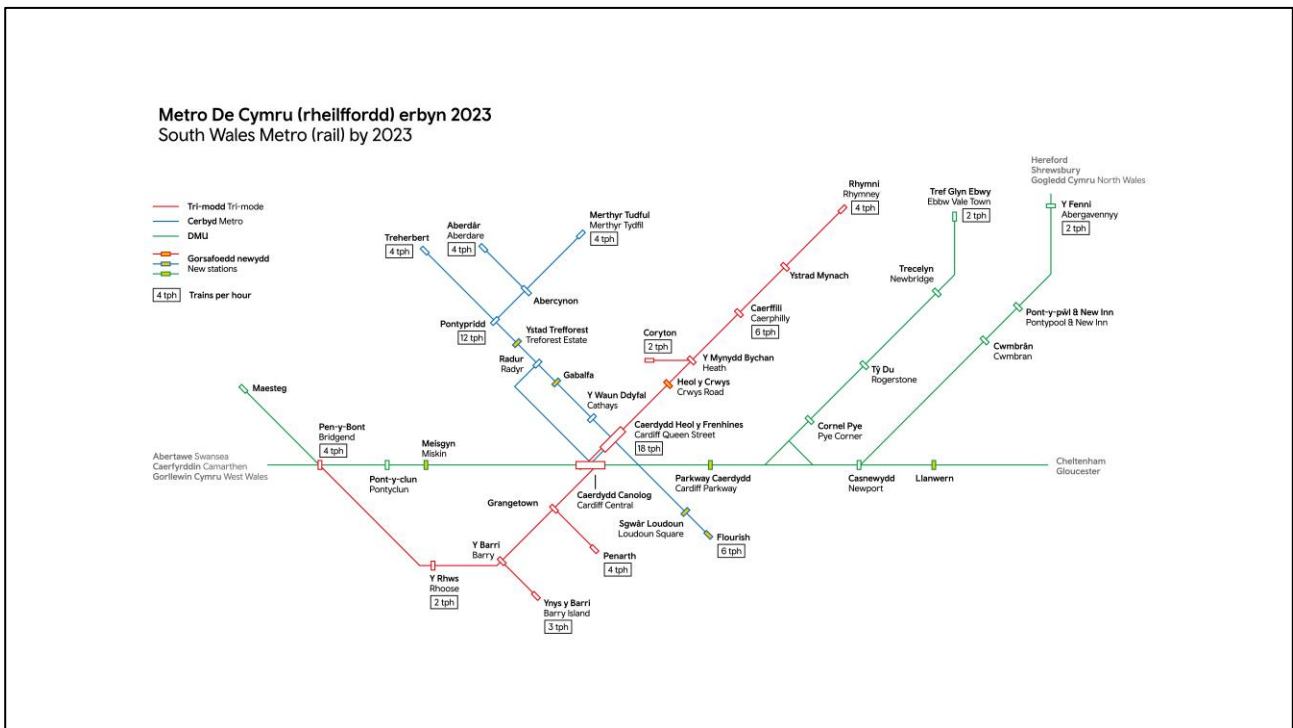 Metro De Cymru (rheilffordd) erbyn 2023
South Wales Metro (rail) by 2023
Tri-modd Tri-mode
Cerbyd Metro
DMU
Gorsafoedd newydd
New stations
4 tph Trains per hour
Treherbert
4 tph
Aberdâr
Aberdare
4 tph
Merthyr Tudful
Merthyr Tydfil
4 tph
Abercynon
Pontypridd
12 tph
Ystad Trefforest
Treforest Estate
Radur
Radyr
Gabalfa
Y Waun Ddyfal
Cathays
Rhymni
Rhymney
4 tph
Ystrad Mynach
Caerffili
Caerphilly
6 tph
Coryton
2 tph
Y Mynydd Bychan
Heath
Heol y Crwys
Crwys Road
Caerdydd Heol y Frenhines
Cardiff Queen Street
18 tph
Tref Glyn Ebwy
Ebbw Vale Town
2 tph
Trecelyn
Newbridge
Tŷ Du
Rogerstone
Cornel Pye
Pye Corner
Hereford
Shrewsbury
Gogledd Cymru North Wales
Y Fenni
Abergavennyy
2 tph
Pont-y-pŵl & New Inn
Pontypool & New Inn
Cwmbrân
Cwmbran
Maesteg
Pen-y-Bont
Bridgend
4 tph
Abertawe Swansea
Caerfyrddin Camarthen
Gorllewin Cymru West Wales
Pont-y-clun
Pontyclun
Meisgyn
Miskin
Caerdydd Canolog
Cardiff Central
Parkway Caerdydd
Cardiff Parkway
Casnewydd
Newport
Llanwern
Cheltenham
Gloucester
Grangetown
Sgwâr Loudoun
Loudoun Square
Flourish
6 tph
Penarth
4 tph
Y Barri
Barry
Y Rhws
Rhoose
2 tph
Ynys y Barri
Barry Island
3 tph